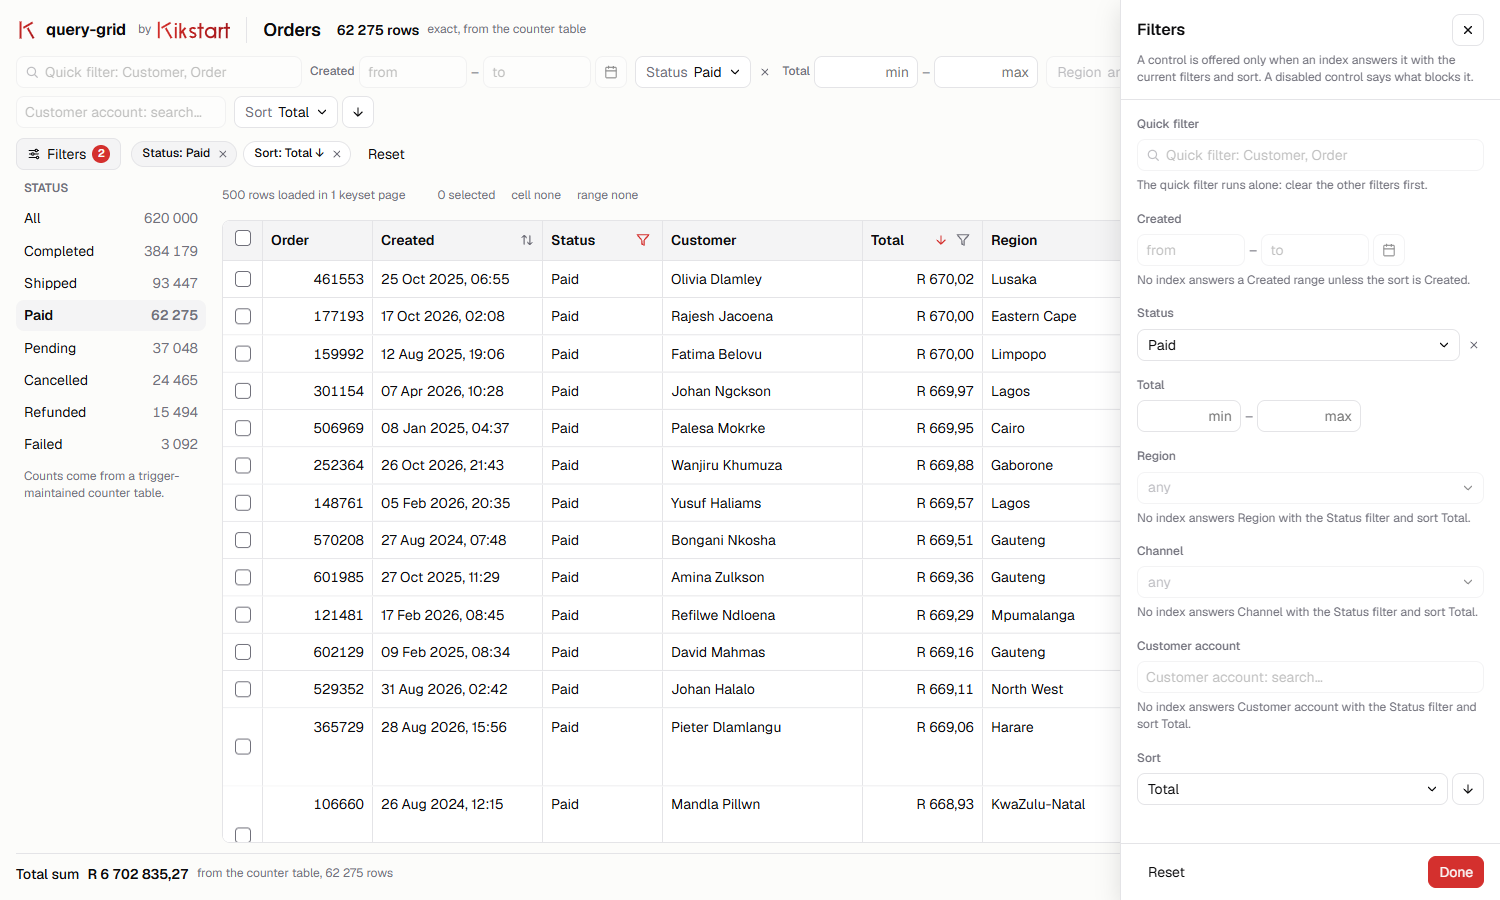 query-grid by Kikstart Orders 62 275 rows exact, from the counter table
Quick filter: Customer, Order Created from – to Status Paid × Total min – max Region ar
Customer account: search... Sort Total
Filters 2 Status: Paid × Sort: Total ↓ × Reset
STATUS
All 620 000
Completed 384 179
Shipped 93 447
Paid 62 275
Pending 37 048
Cancelled 24 465
Refunded 15 494
Failed 3 092
Counts come from a trigger-
maintained counter table.
500 rows loaded in 1 keyset page 0 selected cell none range none
Order Created Status Customer Total Region
461553 25 Oct 2025, 06:55 Paid Olivia Dlamley R 670,02 Lusaka
177193 17 Oct 2026, 02:08 Paid Rajesh Jacoena R 670,00 Eastern Cape
159992 12 Aug 2025, 19:06 Paid Fatima Belovu R 670,00 Limpopo
301154 07 Apr 2026, 10:28 Paid Johan Ngckson R 669,97 Lagos
506969 08 Jan 2025, 04:37 Paid Palesa Mokrke R 669,95 Cairo
252364 26 Oct 2026, 21:43 Paid Wanjiru Khumuza R 669,88 Gaborone
148761 05 Feb 2026, 20:35 Paid Yusuf Haliams R 669,57 Lagos
570208 27 Aug 2024, 07:48 Paid Bongani Nkosha R 669,51 Gauteng
601985 27 Oct 2025, 11:29 Paid Amina Zulkson R 669,36 Gauteng
121481 17 Feb 2026, 08:45 Paid Refilwe Ndloena R 669,29 Mpumalanga
602129 09 Feb 2025, 08:34 Paid David Mahmas R 669,16 Gauteng
529352 31 Aug 2026, 02:42 Paid Johan Halalo R 669,11 North West
365729 28 Aug 2026, 15:56 Paid Pieter Dlamlangu R 669,06 Harare
106660 26 Aug 2024, 12:15 Paid Mandla Pillwn R 668,93 KwaZulu-Natal
Total sum R 6 702 835,27 from the counter table, 62 275 rows
Filters
A control is offered only when an index answers it with the
current filters and sort. A disabled control says what blocks it.
Quick filter
Quick filter: Customer, Order
The quick filter runs alone: clear the other filters first.
Created
from – to
No index answers a Created range unless the sort is Created.
Status
Paid ×
Total
min – max
Region
any
No index answers Region with the Status filter and sort Total.
Channel
any
No index answers Channel with the Status filter and sort Total.
Customer account
Customer account: search...
No index answers Customer account with the Status filter and
sort Total.
Sort
Total
Reset Done